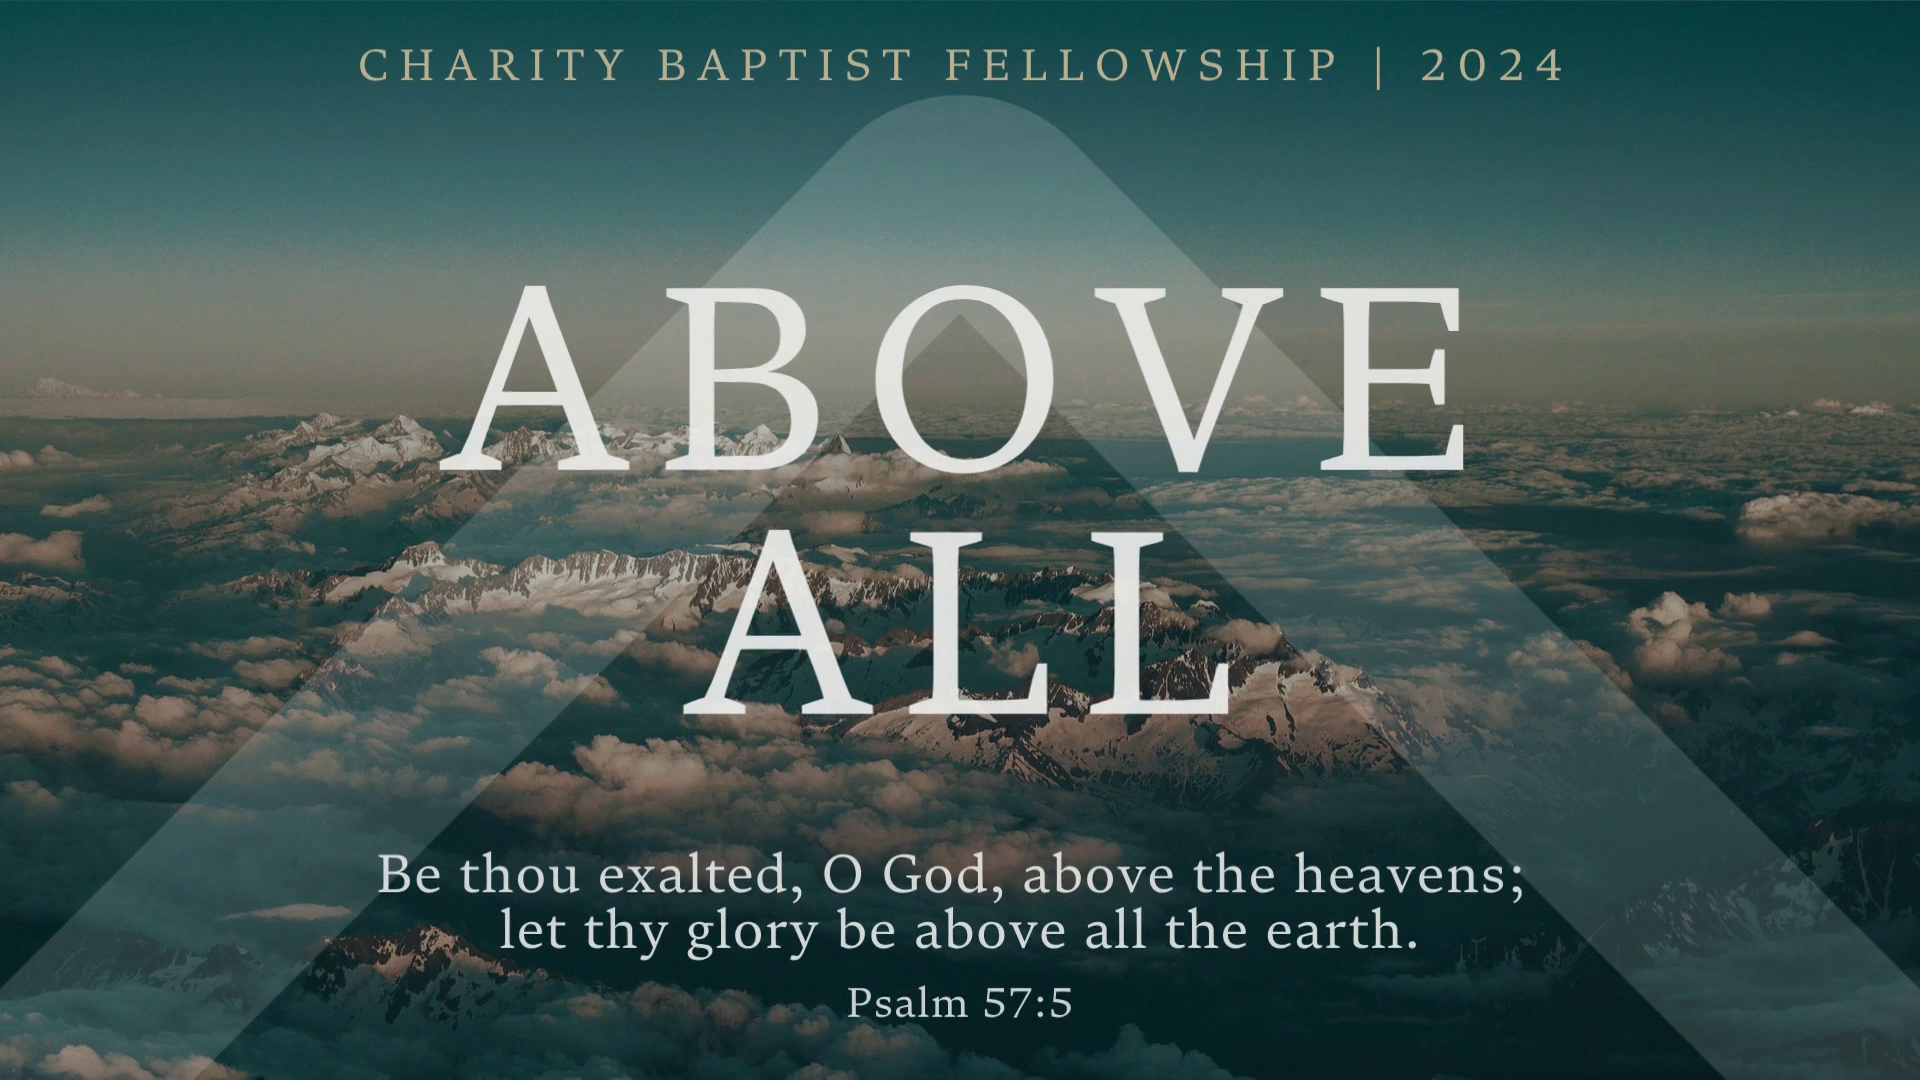 CHARITY BAPTIST FELLOWSHIP | 2024
ABOVE
ALL
Be thou exalted, O God, above the heavens;
let thy glory be above all the earth.
Psalm 57:5